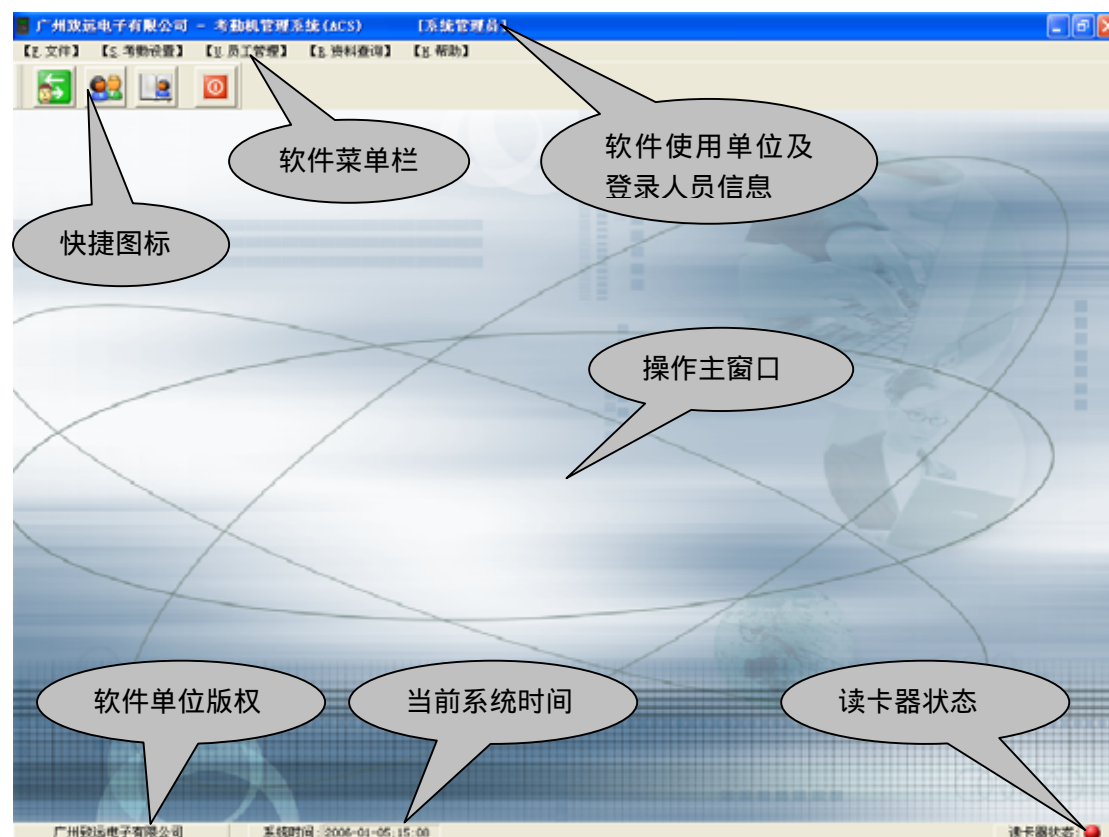 广州致远电子有限公司 - 考勤机管理系统(ACS) [系统管理员]
【F.文件】 【S.考勤设置】 【U.员工管理】 【B.资料查询】 【H.帮助】
软件菜单栏
软件使用单位及
登录人员信息
快捷图标
操作主窗口
软件单位版权
当前系统时间
读卡器状态
广州致远电子有限公司 系统时间: 2006-01-05,15:00 读卡器状态: